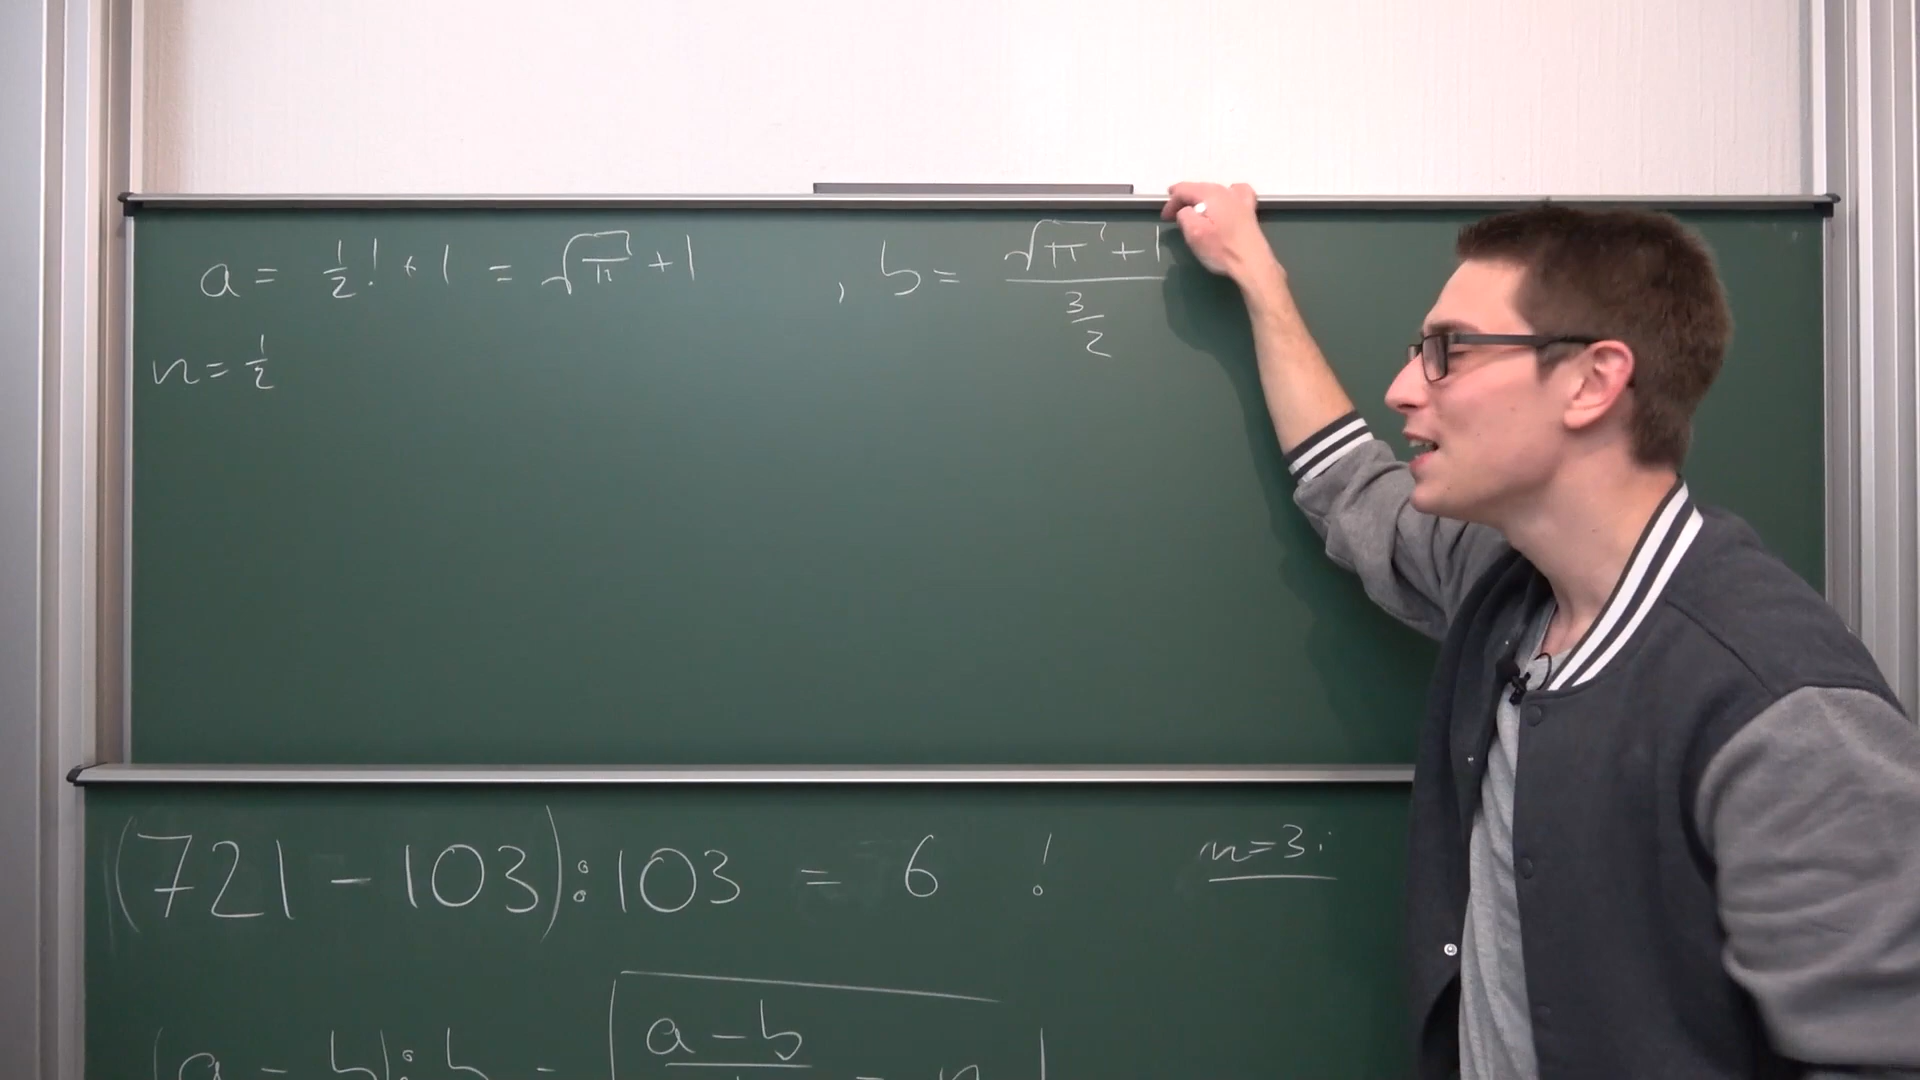 a = 1/2! + 1 = √π + 1 , b = (√π + 1)/(3/2)
n = 1/2
(721 - 103) : 103 = 6 !
n=3:
(a - b) : b = (a - b)/ = n !